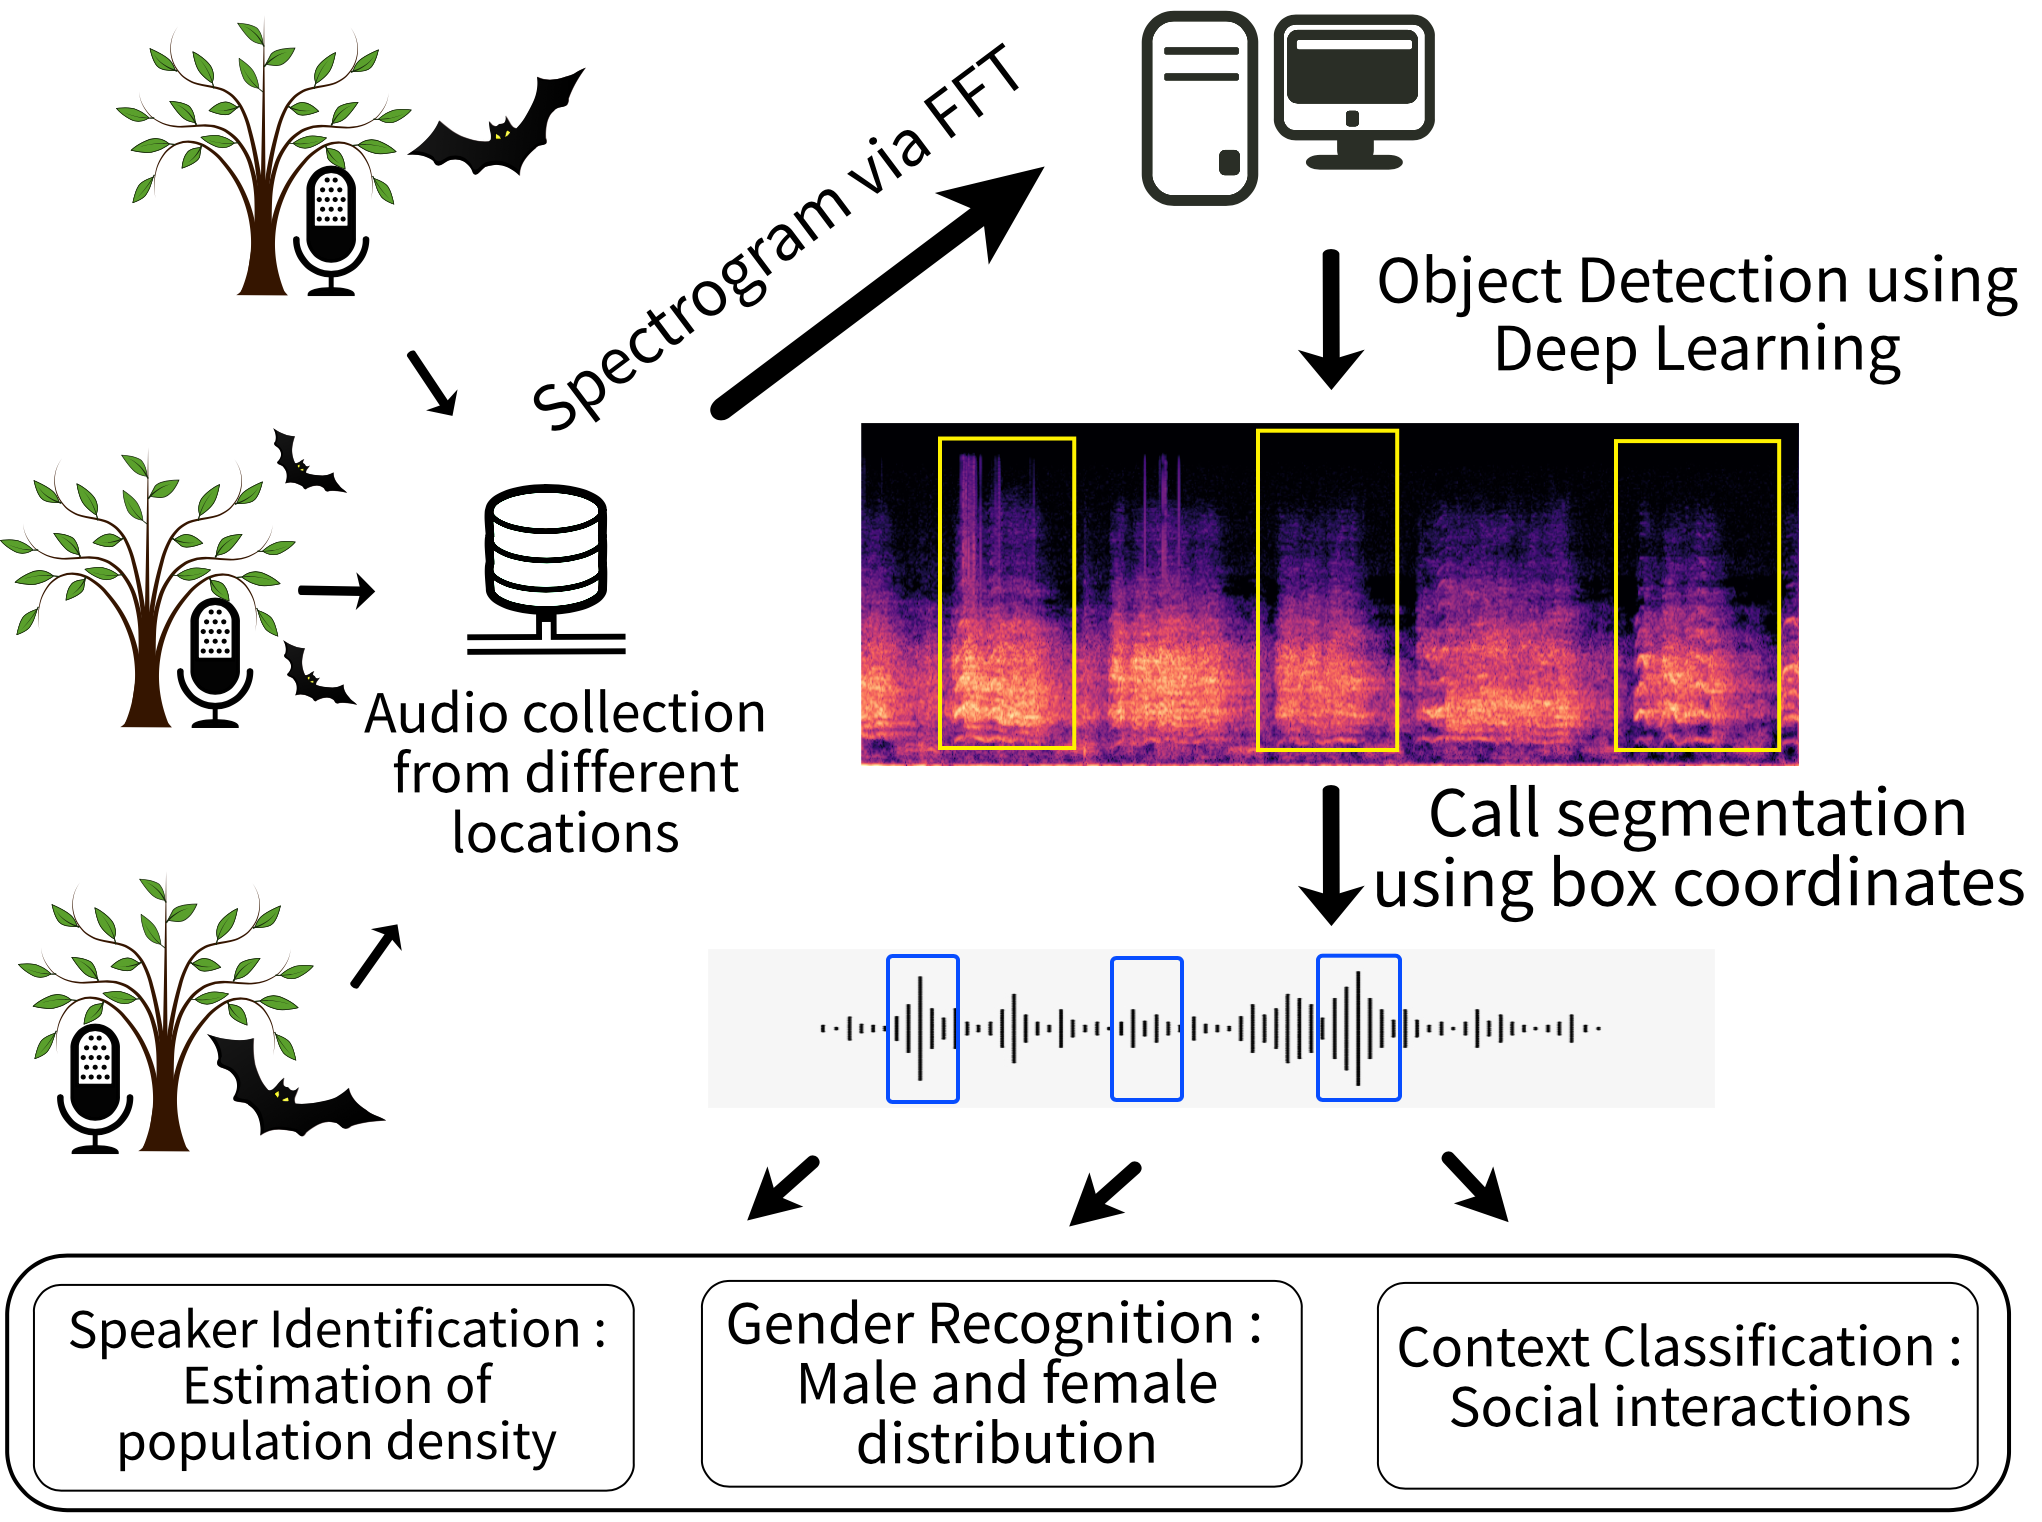 Spectrogram via FFT
Object Detection using
Deep Learning
Audio collection
from different
locations
Call segmentation
using box coordinates
Speaker Identification :
Estimation of
population density
Gender Recognition :
Male and female
distribution
Context Classification :
Social interactions